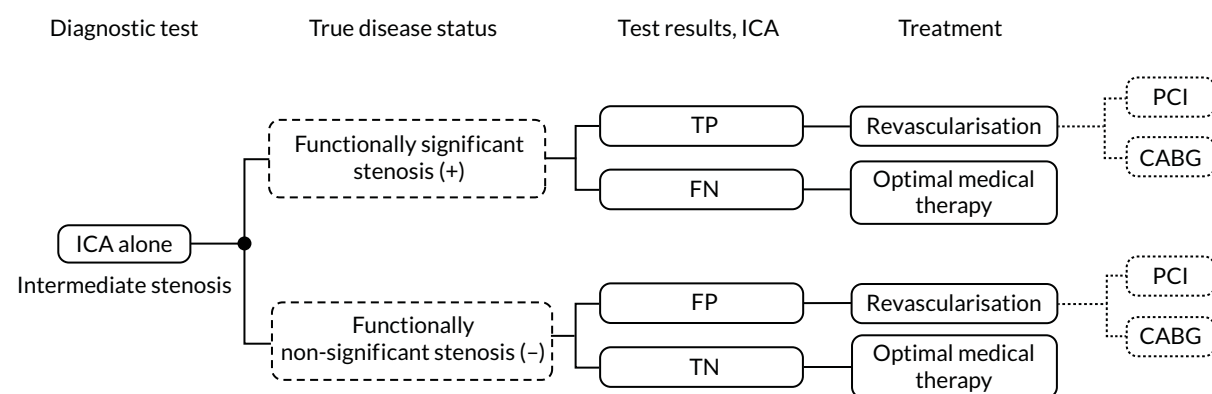 Diagnostic test
True disease status
Test results, ICA
Treatment
ICA alone
Intermediate stenosis
Functionally significant
stenosis (+)
TP
Revascularisation
PCI
CABG
FN
Optimal medical
therapy
Functionally
non-significant stenosis (–)
FP
Revascularisation
PCI
CABG
TN
Optimal medical
therapy